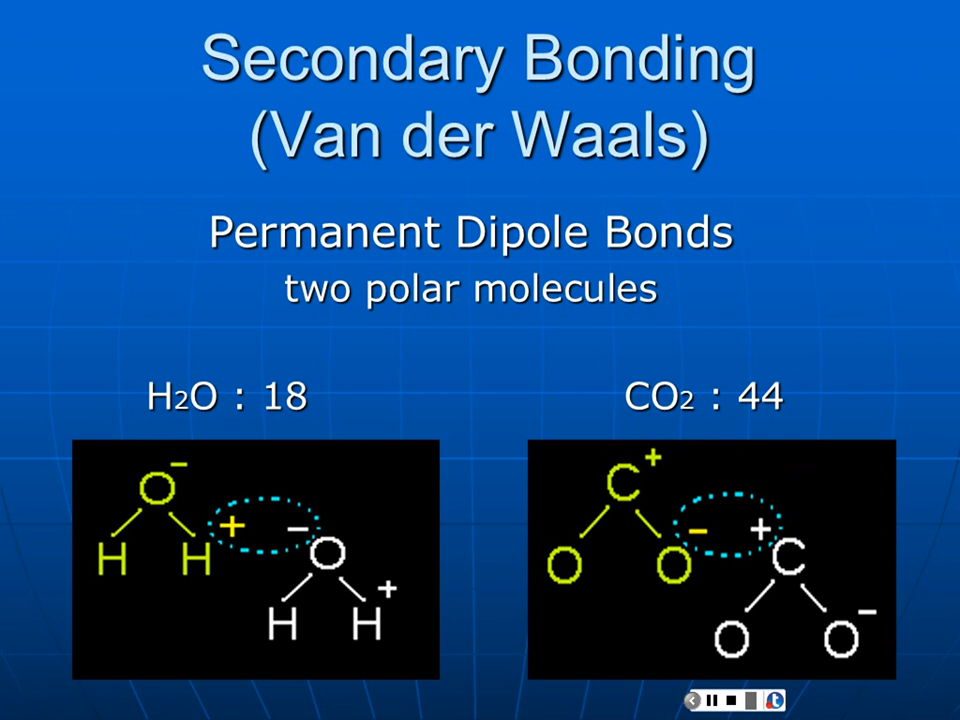 Secondary Bonding
(Van der Waals)
Permanent Dipole Bonds
two polar molecules
H2O : 18
CO2 : 44
O−
+ −
H H O
+
H H
C+
− +
O O C
−
O O
t